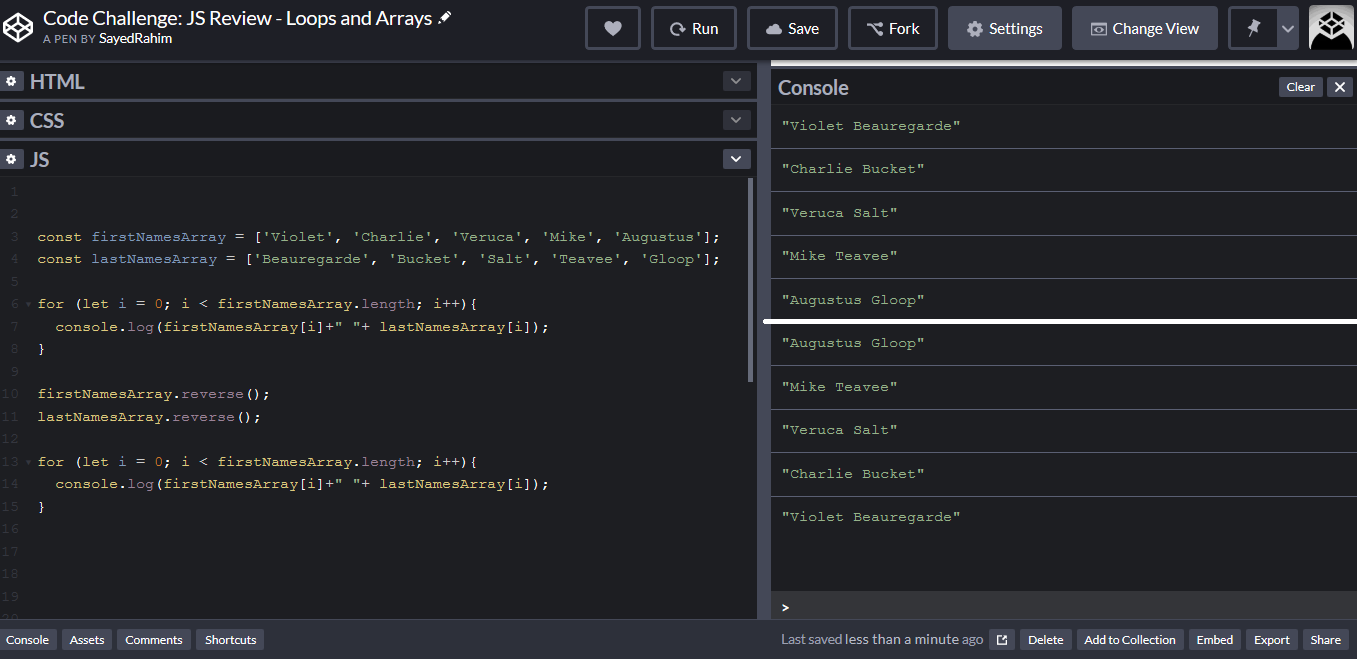 Code Challenge: JS Review - Loops and Arrays
A PEN BY SayedRahim
Run
Save
Fork
Settings
Change View
HTML
CSS
JS
1
2
3 const firstNamesArray = ['Violet', 'Charlie', 'Veruca', 'Mike', 'Augustus'];
4 const lastNamesArray = ['Beauregarde', 'Bucket', 'Salt', 'Teavee', 'Gloop'];
5
6 for (let i = 0; i < firstNamesArray.length; i++){
7 console.log(firstNamesArray[i]+" "+ lastNamesArray[i]);
8 }
9
10 firstNamesArray.reverse();
11 lastNamesArray.reverse();
12
13 for (let i = 0; i < firstNamesArray.length; i++){
14 console.log(firstNamesArray[i]+" "+ lastNamesArray[i]);
15 }
16
17
18
19
20
Console
Clear
"Violet Beauregarde"
"Charlie Bucket"
"Veruca Salt"
"Mike Teavee"
"Augustus Gloop"
"Augustus Gloop"
"Mike Teavee"
"Veruca Salt"
"Charlie Bucket"
"Violet Beauregarde"
>
Console
Assets
Comments
Shortcuts
Last saved less than a minute ago
Delete
Add to Collection
Embed
Export
Share